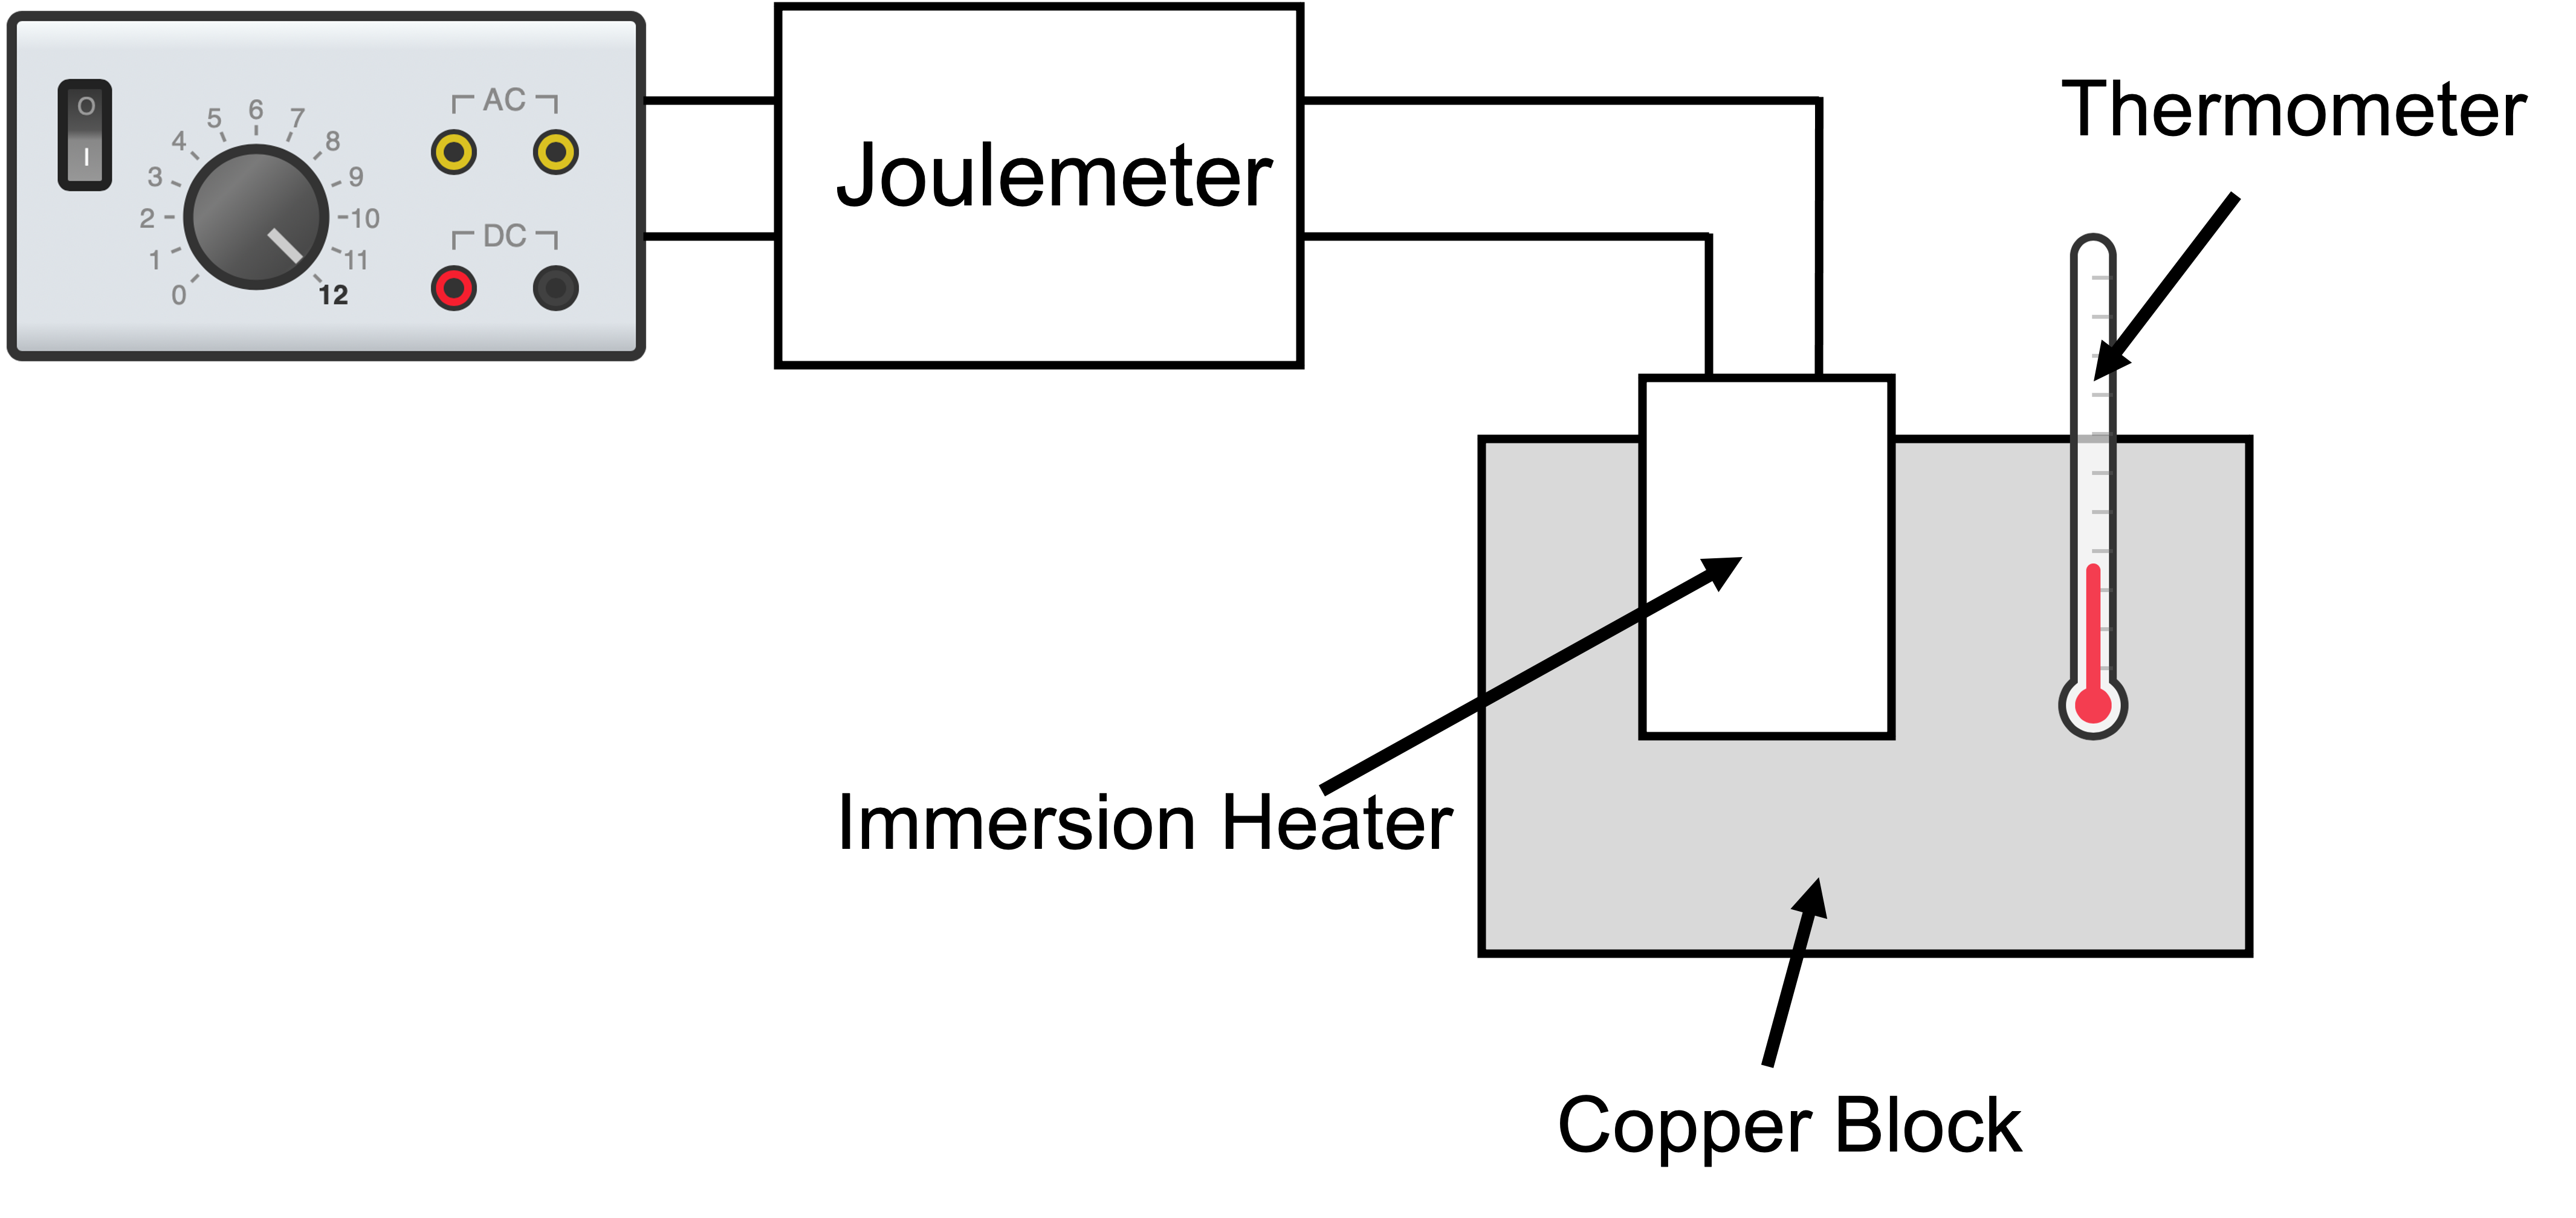 O
I
0
1
2
3
4
5
6
7
8
9
10
11
12
AC
DC
Joulemeter
Thermometer
Immersion Heater
Copper Block